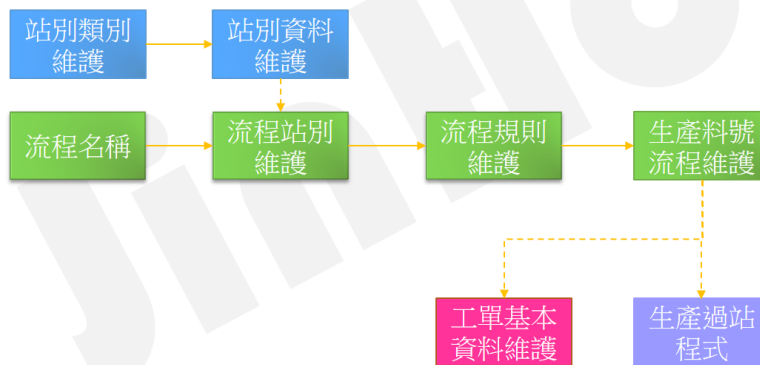 站別類別
維護
站別資料
維護
流程名稱
流程站別
維護
流程規則
維護
生產料號
流程維護
工單基本
資料維護
生產過站
程式